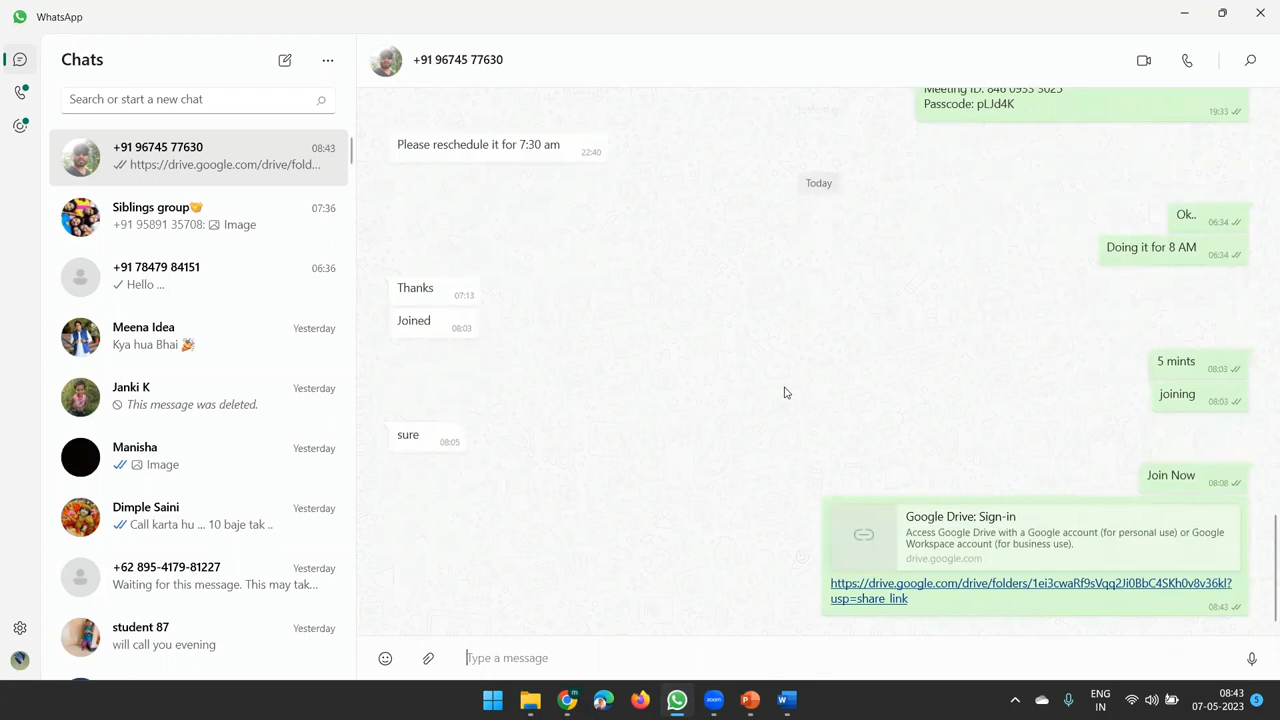 WhatsApp
Chats
Search or start a new chat
+91 96745 77630
08:43
https://drive.google.com/drive/fold...
Siblings group🤝
07:36
+91 95891 35708: Image
+91 78479 84151
06:36
Hello ...
Meena Idea
Yesterday
Kya hua Bhai 🎉
Janki K
Yesterday
This message was deleted.
Manisha
Yesterday
Image
Dimple Saini
Yesterday
Call karta hu ... 10 baje tak ..
+62 895-4179-81227
Yesterday
Waiting for this message. This may tak...
student 87
Yesterday
will call you evening
+91 96745 77630
Meeting ID: 846 0933 3025
Passcode: pLJd4K
19:33
Please reschedule it for 7:30 am
22:40
Today
Ok..
06:34
Doing it for 8 AM
06:34
Thanks
07:13
Joined
08:03
5 mints
08:03
joining
08:03
sure
08:05
Join Now
08:08
Google Drive: Sign-in
Access Google Drive with a Google account (for personal use) or Google
Workspace account (for business use).
drive.google.com
https://drive.google.com/drive/folders/1ei3cwaRf9sVqq2Ji0BbC4SKh0v8v36kl?
usp=share_link
08:43
Type a message
ENG
IN
08:43
07-05-2023
5